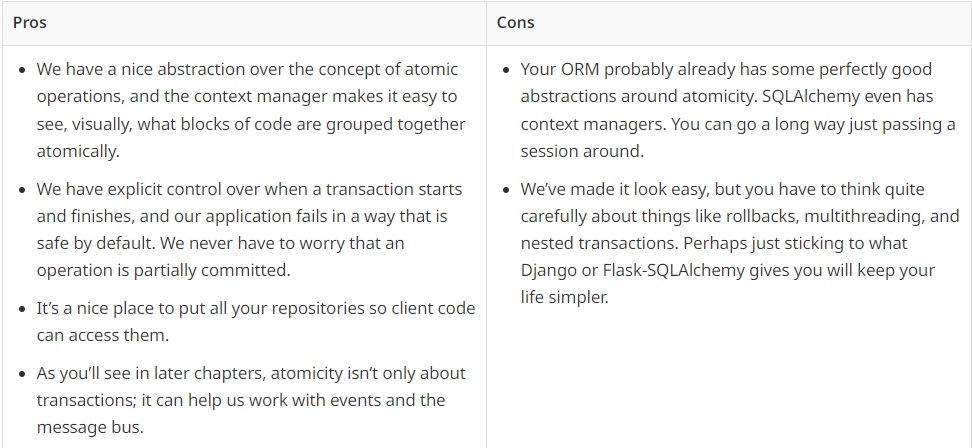 Pros
We have a nice abstraction over the concept of atomic
operations, and the context manager makes it easy to
see, visually, what blocks of code are grouped together
atomically.
We have explicit control over when a transaction starts
and finishes, and our application fails in a way that is
safe by default. We never have to worry that an
operation is partially committed.
It’s a nice place to put all your repositories so client code
can access them.
As you’ll see in later chapters, atomicity isn’t only about
transactions; it can help us work with events and the
message bus.
Cons
Your ORM probably already has some perfectly good
abstractions around atomicity. SQLAlchemy even has
context managers. You can go a long way just passing a
session around.
We’ve made it look easy, but you have to think quite
carefully about things like rollbacks, multithreading, and
nested transactions. Perhaps just sticking to what
Django or Flask-SQLAlchemy gives you will keep your
life simpler.